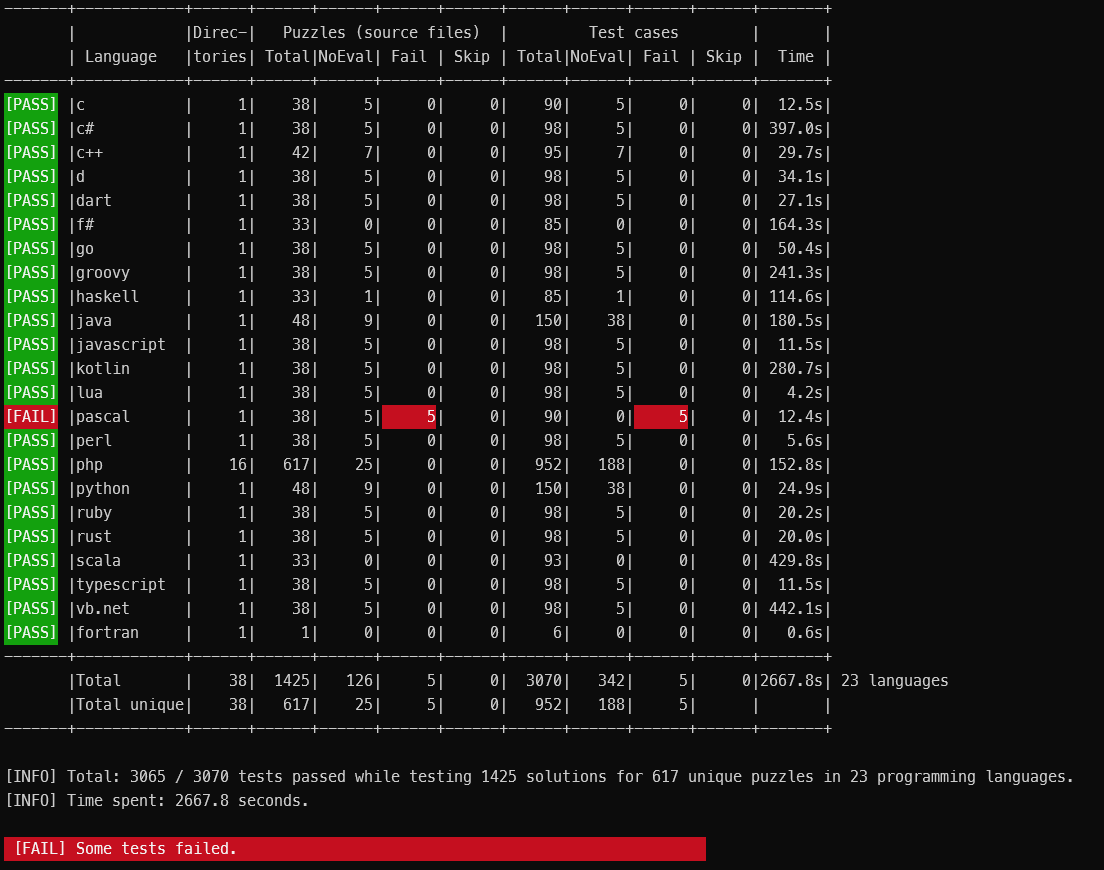 -------+------------+------+------+------+------+------+------+------+------+------+-------+
       |            |Direc-|   Puzzles (source files)  |         Test cases        |       |
       | Language   |tories| Total|NoEval| Fail | Skip | Total|NoEval| Fail | Skip |  Time |
-------+------------+------+------+------+------+------+------+------+------+------+-------+
[PASS] |c           |     1|    38|     5|     0|     0|    90|     5|     0|     0|  12.5s|
[PASS] |c#          |     1|    38|     5|     0|     0|    98|     5|     0|     0| 397.0s|
[PASS] |c++         |     1|    42|     7|     0|     0|    95|     7|     0|     0|  29.7s|
[PASS] |d           |     1|    38|     5|     0|     0|    98|     5|     0|     0|  34.1s|
[PASS] |dart        |     1|    38|     5|     0|     0|    98|     5|     0|     0|  27.1s|
[PASS] |f#          |     1|    33|     0|     0|     0|    85|     0|     0|     0| 164.3s|
[PASS] |go          |     1|    38|     5|     0|     0|    98|     5|     0|     0|  50.4s|
[PASS] |groovy      |     1|    38|     5|     0|     0|    98|     5|     0|     0| 241.3s|
[PASS] |haskell     |     1|    33|     1|     0|     0|    85|     1|     0|     0| 114.6s|
[PASS] |java        |     1|    48|     9|     0|     0|   150|    38|     0|     0| 180.5s|
[PASS] |javascript  |     1|    38|     5|     0|     0|    98|     5|     0|     0|  11.5s|
[PASS] |kotlin      |     1|    38|     5|     0|     0|    98|     5|     0|     0| 280.7s|
[PASS] |lua         |     1|    38|     5|     0|     0|    98|     5|     0|     0|   4.2s|
[FAIL] |pascal      |     1|    38|     5|     5|     0|    90|     0|     5|     0|  12.4s|
[PASS] |perl        |     1|    38|     5|     0|     0|    98|     5|     0|     0|   5.6s|
[PASS] |php         |    16|   617|    25|     0|     0|   952|   188|     0|     0| 152.8s|
[PASS] |python      |     1|    48|     9|     0|     0|   150|    38|     0|     0|  24.9s|
[PASS] |ruby        |     1|    38|     5|     0|     0|    98|     5|     0|     0|  20.2s|
[PASS] |rust        |     1|    38|     5|     0|     0|    98|     5|     0|     0|  20.0s|
[PASS] |scala       |     1|    33|     0|     0|     0|    93|     0|     0|     0| 429.8s|
[PASS] |typescript  |     1|    38|     5|     0|     0|    98|     5|     0|     0|  11.5s|
[PASS] |vb.net      |     1|    38|     5|     0|     0|    98|     5|     0|     0| 442.1s|
[PASS] |fortran     |     1|     1|     0|     0|     0|     6|     0|     0|     0|   0.6s|
-------+------------+------+------+------+------+------+------+------+------+------+-------+
       |Total       |    38|  1425|   126|     5|     0|  3070|   342|     5|     0|2667.8s| 23 languages
       |Total unique|    38|   617|    25|     5|     0|   952|   188|     5|      |       |
-------+------------+------+------+------+------+------+------+------+------+------+-------+
[INFO] Total: 3065 / 3070 tests passed while testing 1425 solutions for 617 unique puzzles in 23 programming languages.
[INFO] Time spent: 2667.8 seconds.
[FAIL] Some tests failed.